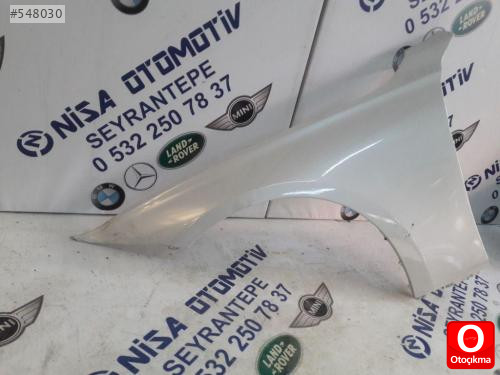 #548030
NİSA OTOMOTİV
SEYRANTEPE
0 532 250 78 37
MINI
LAND-
ROVER
NİSA OTOMOTİV
SEYRANTEPE
0 532 250 78 37
MINI
LAND-
ROVER
O
Otoçıkma